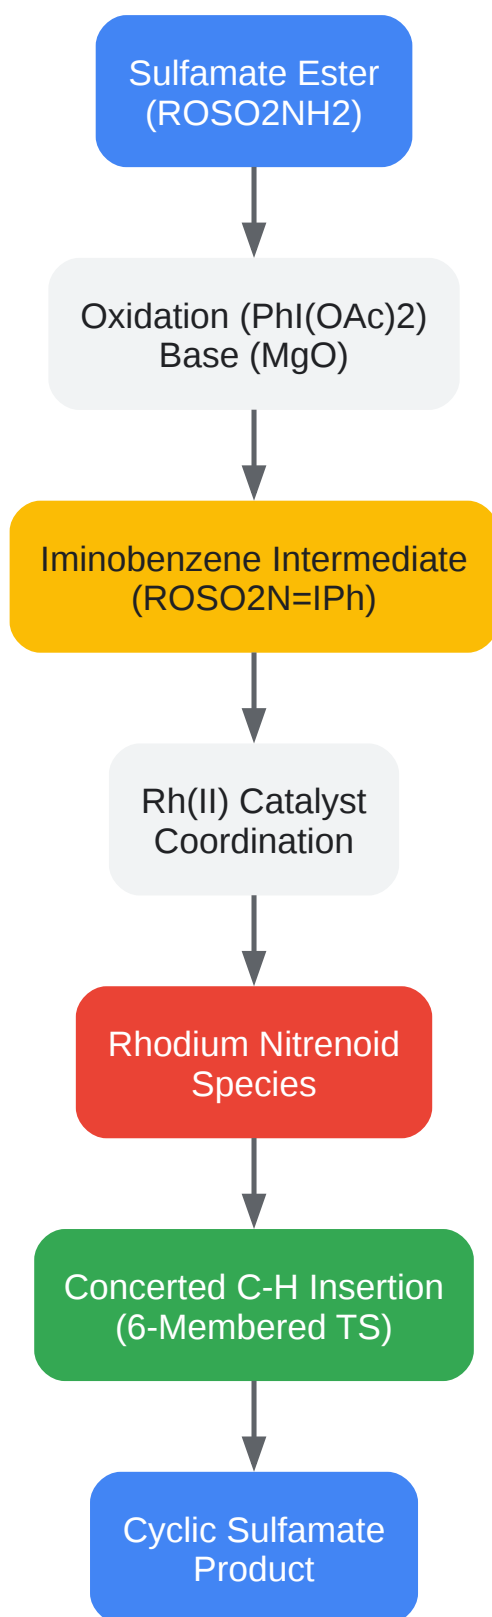 Sulfamate Ester
(ROSO2NH2)
Oxidation (PhI(OAc)2)
Base (MgO)
Iminobenzene Intermediate
(ROSO2N=IPh)
Rh(II) Catalyst
Coordination
Rhodium Nitrenoid
Species
Concerted C-H Insertion
(6-Membered TS)
Cyclic Sulfamate
Product